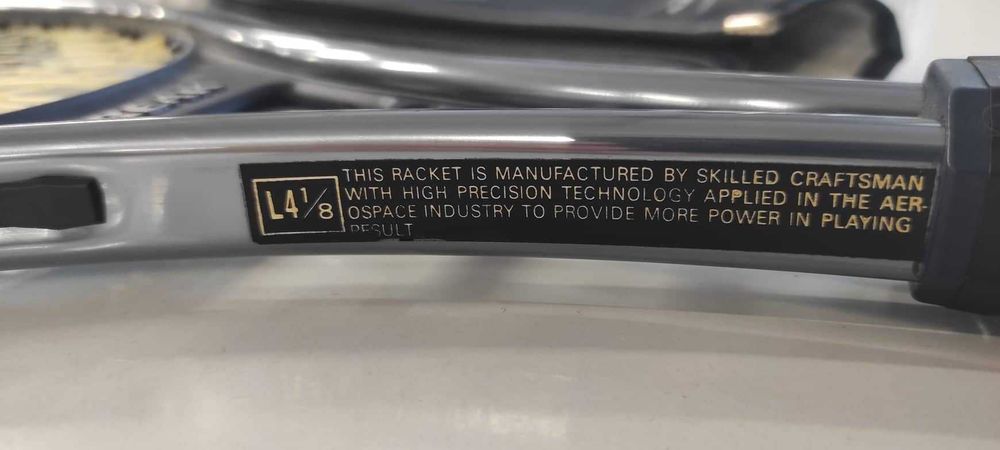 L4 1/8
THIS RACKET IS MANUFACTURED BY SKILLED CRAFTSMAN
WITH HIGH PRECISION TECHNOLOGY APPLIED IN THE AER-
OSPACE INDUSTRY TO PROVIDE MORE POWER IN PLAYING
RESULT